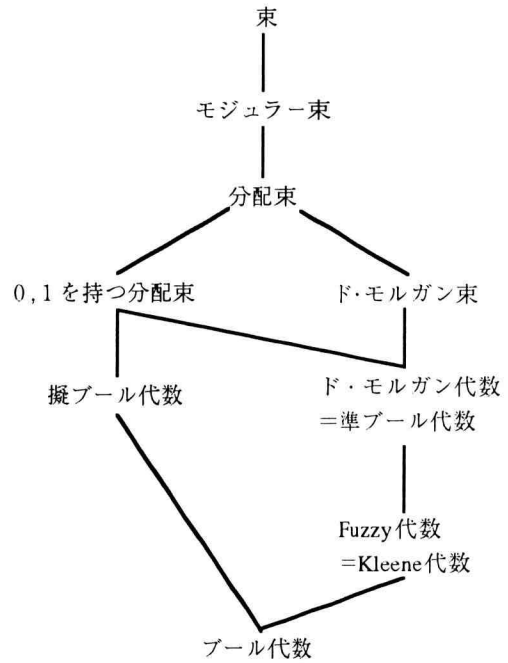 束
モジュラー束
分配束
0,1を持つ分配束
ド·モルガン束
擬ブール代数
ド・モルガン代数
=準ブール代数
Fuzzy代数
=Kleene代数
ブール代数